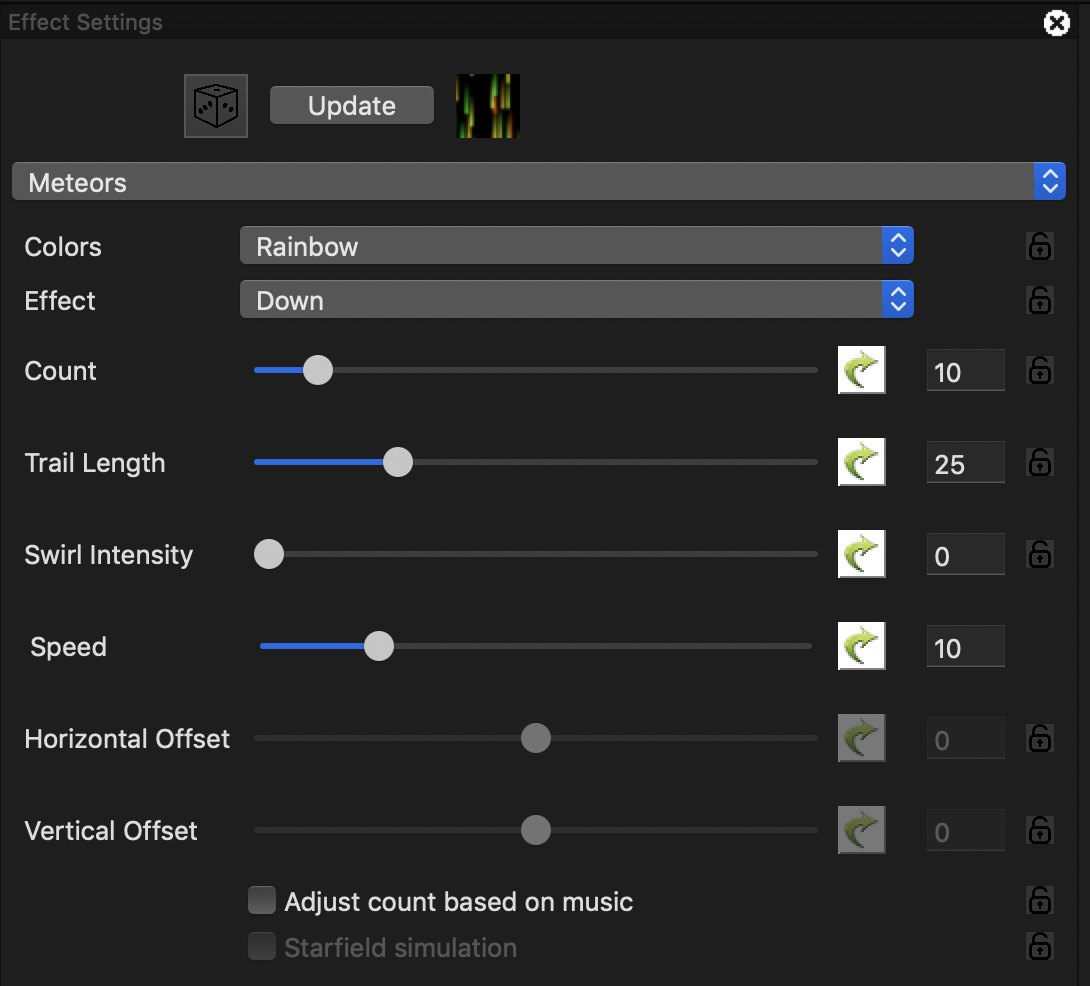 Effect Settings
Update
Meteors
Colors Rainbow
Effect Down
Count 10
Trail Length 25
Swirl Intensity 0
Speed 10
Horizontal Offset 0
Vertical Offset 0
Adjust count based on music
Starfield simulation